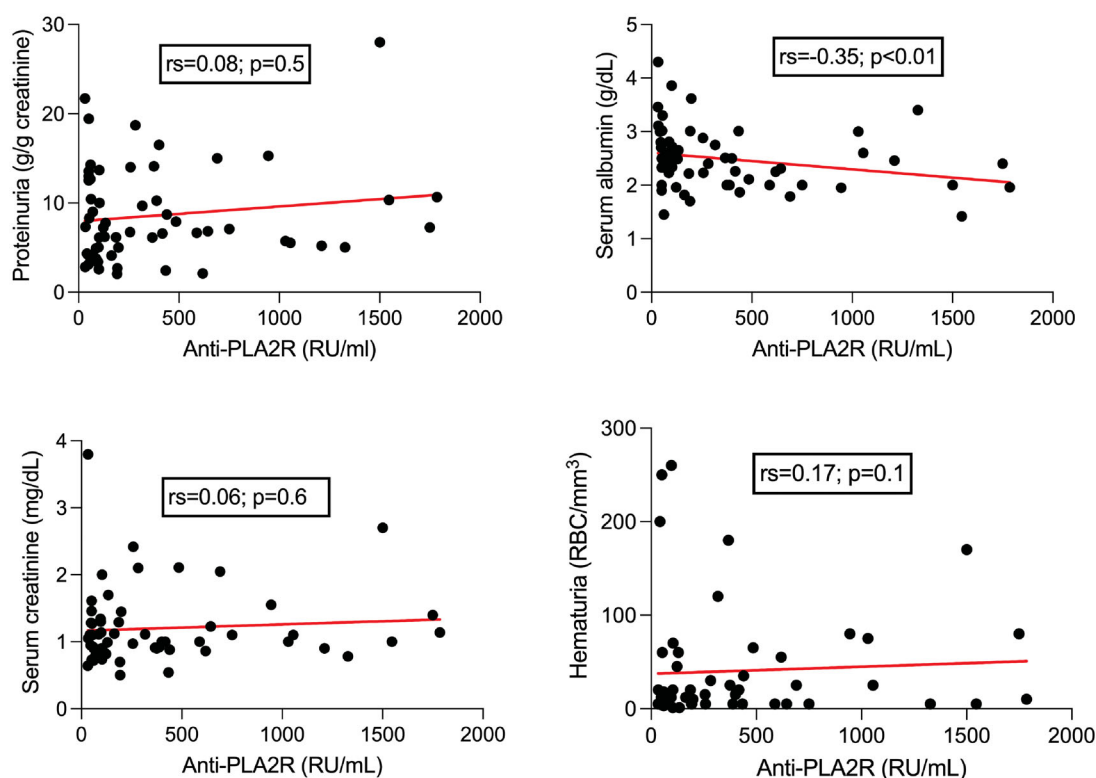 Proteinuria (g/g creatinine)
30
20
10
0
rs=0.08; p=0.5
0 500 1000 1500 2000
Anti-PLA2R (RU/ml)
Serum albumin (g/dL)
5
4
3
2
1
0
rs=-0.35; p<0.01
0 500 1000 1500 2000
Anti-PLA2R (RU/mL)
Serum creatinine (mg/dL)
4
3
2
1
0
rs=0.06; p=0.6
0 500 1000 1500 2000
Anti-PLA2R (RU/mL)
Hematuria (RBC/mm³)
300
200
100
0
rs=0.17; p=0.1
0 500 1000 1500 2000
Anti-PLA2R (RU/mL)